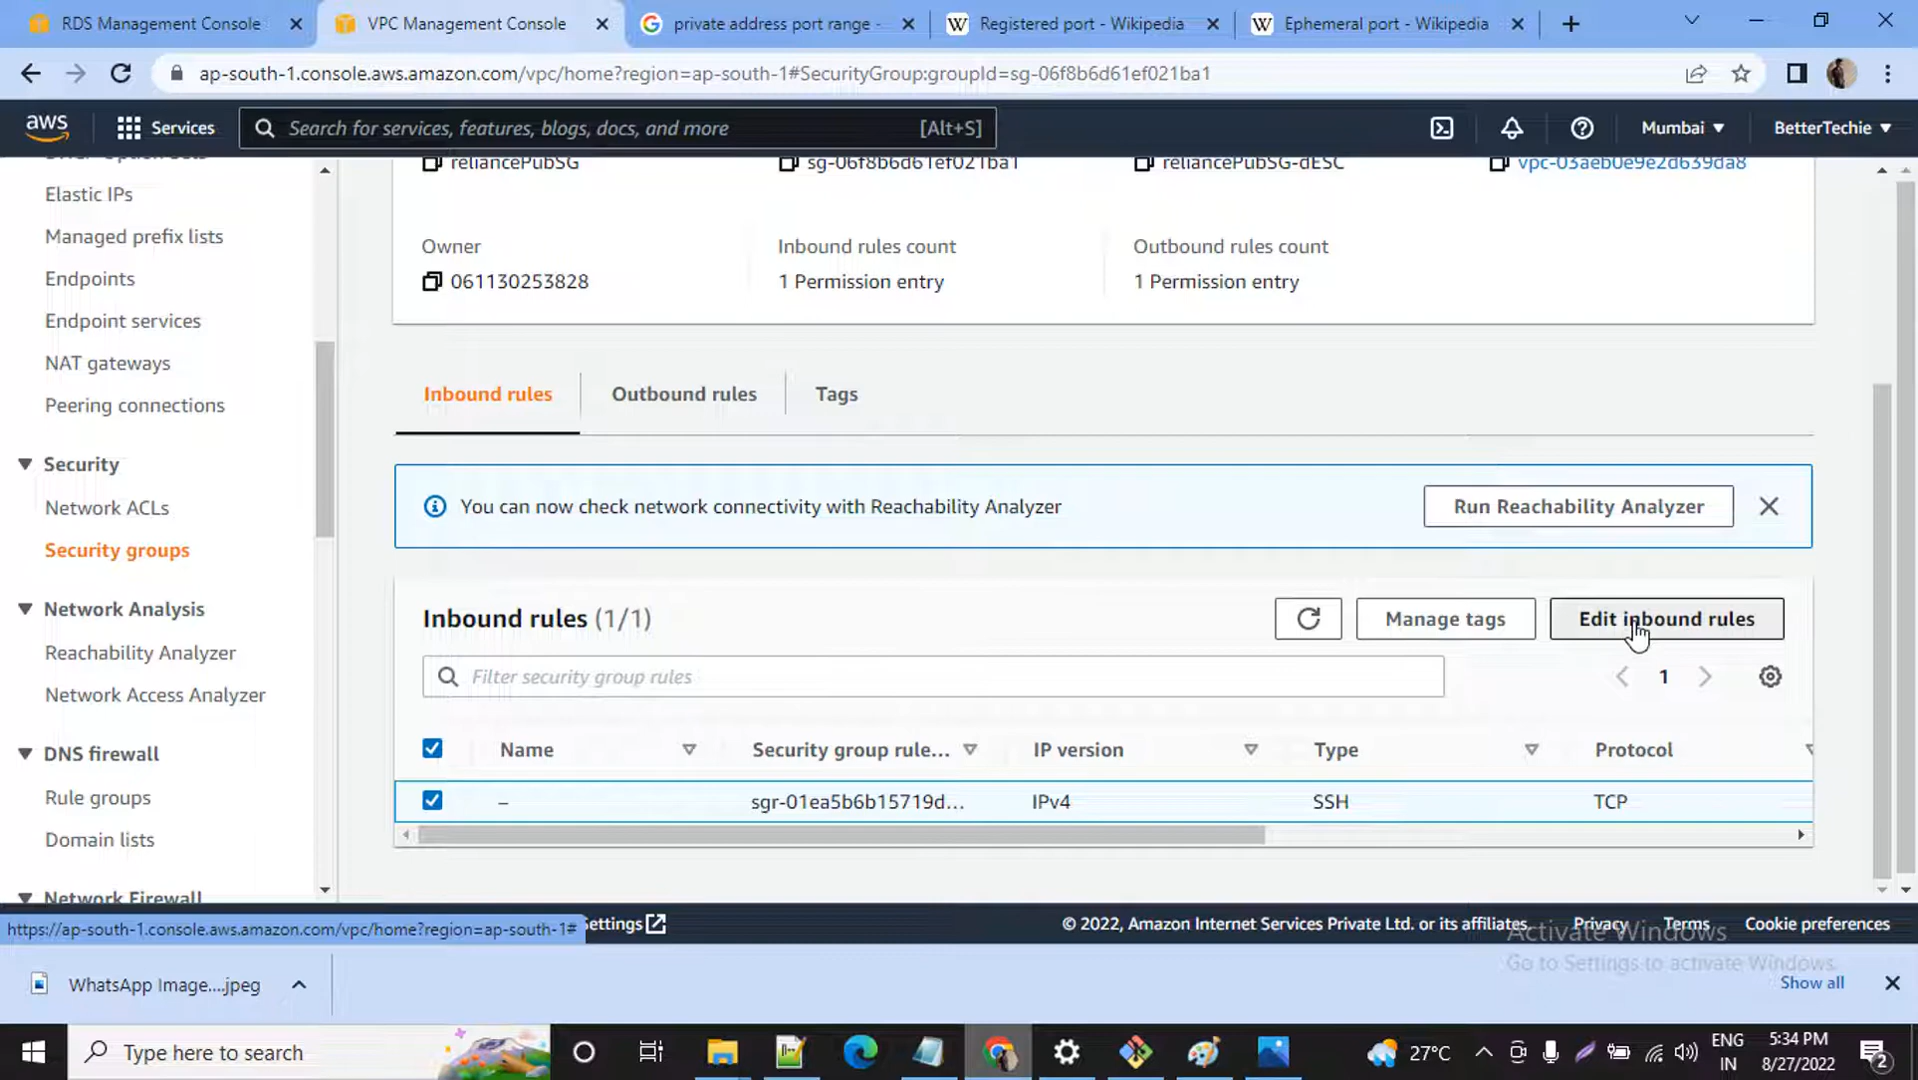 RDS Management Console
VPC Management Console
private address port range -
Registered port - Wikipedia
Ephemeral port - Wikipedia
ap-south-1.console.aws.amazon.com/vpc/home?region=ap-south-1#SecurityGroup:groupId=sg-06f8b6d61ef021ba1
aws
Services
Search for services, features, blogs, docs, and more
[Alt+S]
Mumbai
BetterTechie
Elastic IPs
Managed prefix lists
Endpoints
Endpoint services
NAT gateways
Peering connections
Security
Network ACLs
Security groups
Network Analysis
Reachability Analyzer
Network Access Analyzer
DNS firewall
Rule groups
Domain lists
Network Firewall
reliancePubSG
sg-06f8b6d61ef021ba1
reliancePubSG-dESC
vpc-03aeb0e9e2d639da8
Owner
061130253828
Inbound rules count
1 Permission entry
Outbound rules count
1 Permission entry
Inbound rules
Outbound rules
Tags
You can now check network connectivity with Reachability Analyzer
Run Reachability Analyzer
Inbound rules (1/1)
Manage tags
Edit inbound rules
Filter security group rules
1
Name
Security group rule...
IP version
Type
Protocol
–
sgr-01ea5b6b15719d...
IPv4
SSH
TCP
https://ap-south-1.console.aws.amazon.com/vpc/home?region=ap-south-1#
Settings
© 2022, Amazon Internet Services Private Ltd. or its affiliates.
Privacy
Terms
Cookie preferences
Activate Windows
Go to Settings to activate Windows.
WhatsApp Image....jpeg
Show all
Type here to search
27°C
ENG
IN
5:34 PM
8/27/2022
2